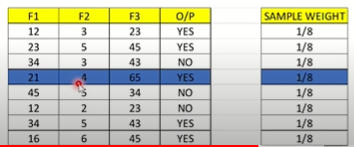 F1 F2 F3 O/P SAMPLE WEIGHT
12 3 23 YES 1/8
23 5 45 YES 1/8
34 3 43 NO 1/8
21 4 65 YES 1/8
45 5 34 NO 1/8
12 2 23 NO 1/8
34 5 43 YES 1/8
16 6 45 YES 1/8